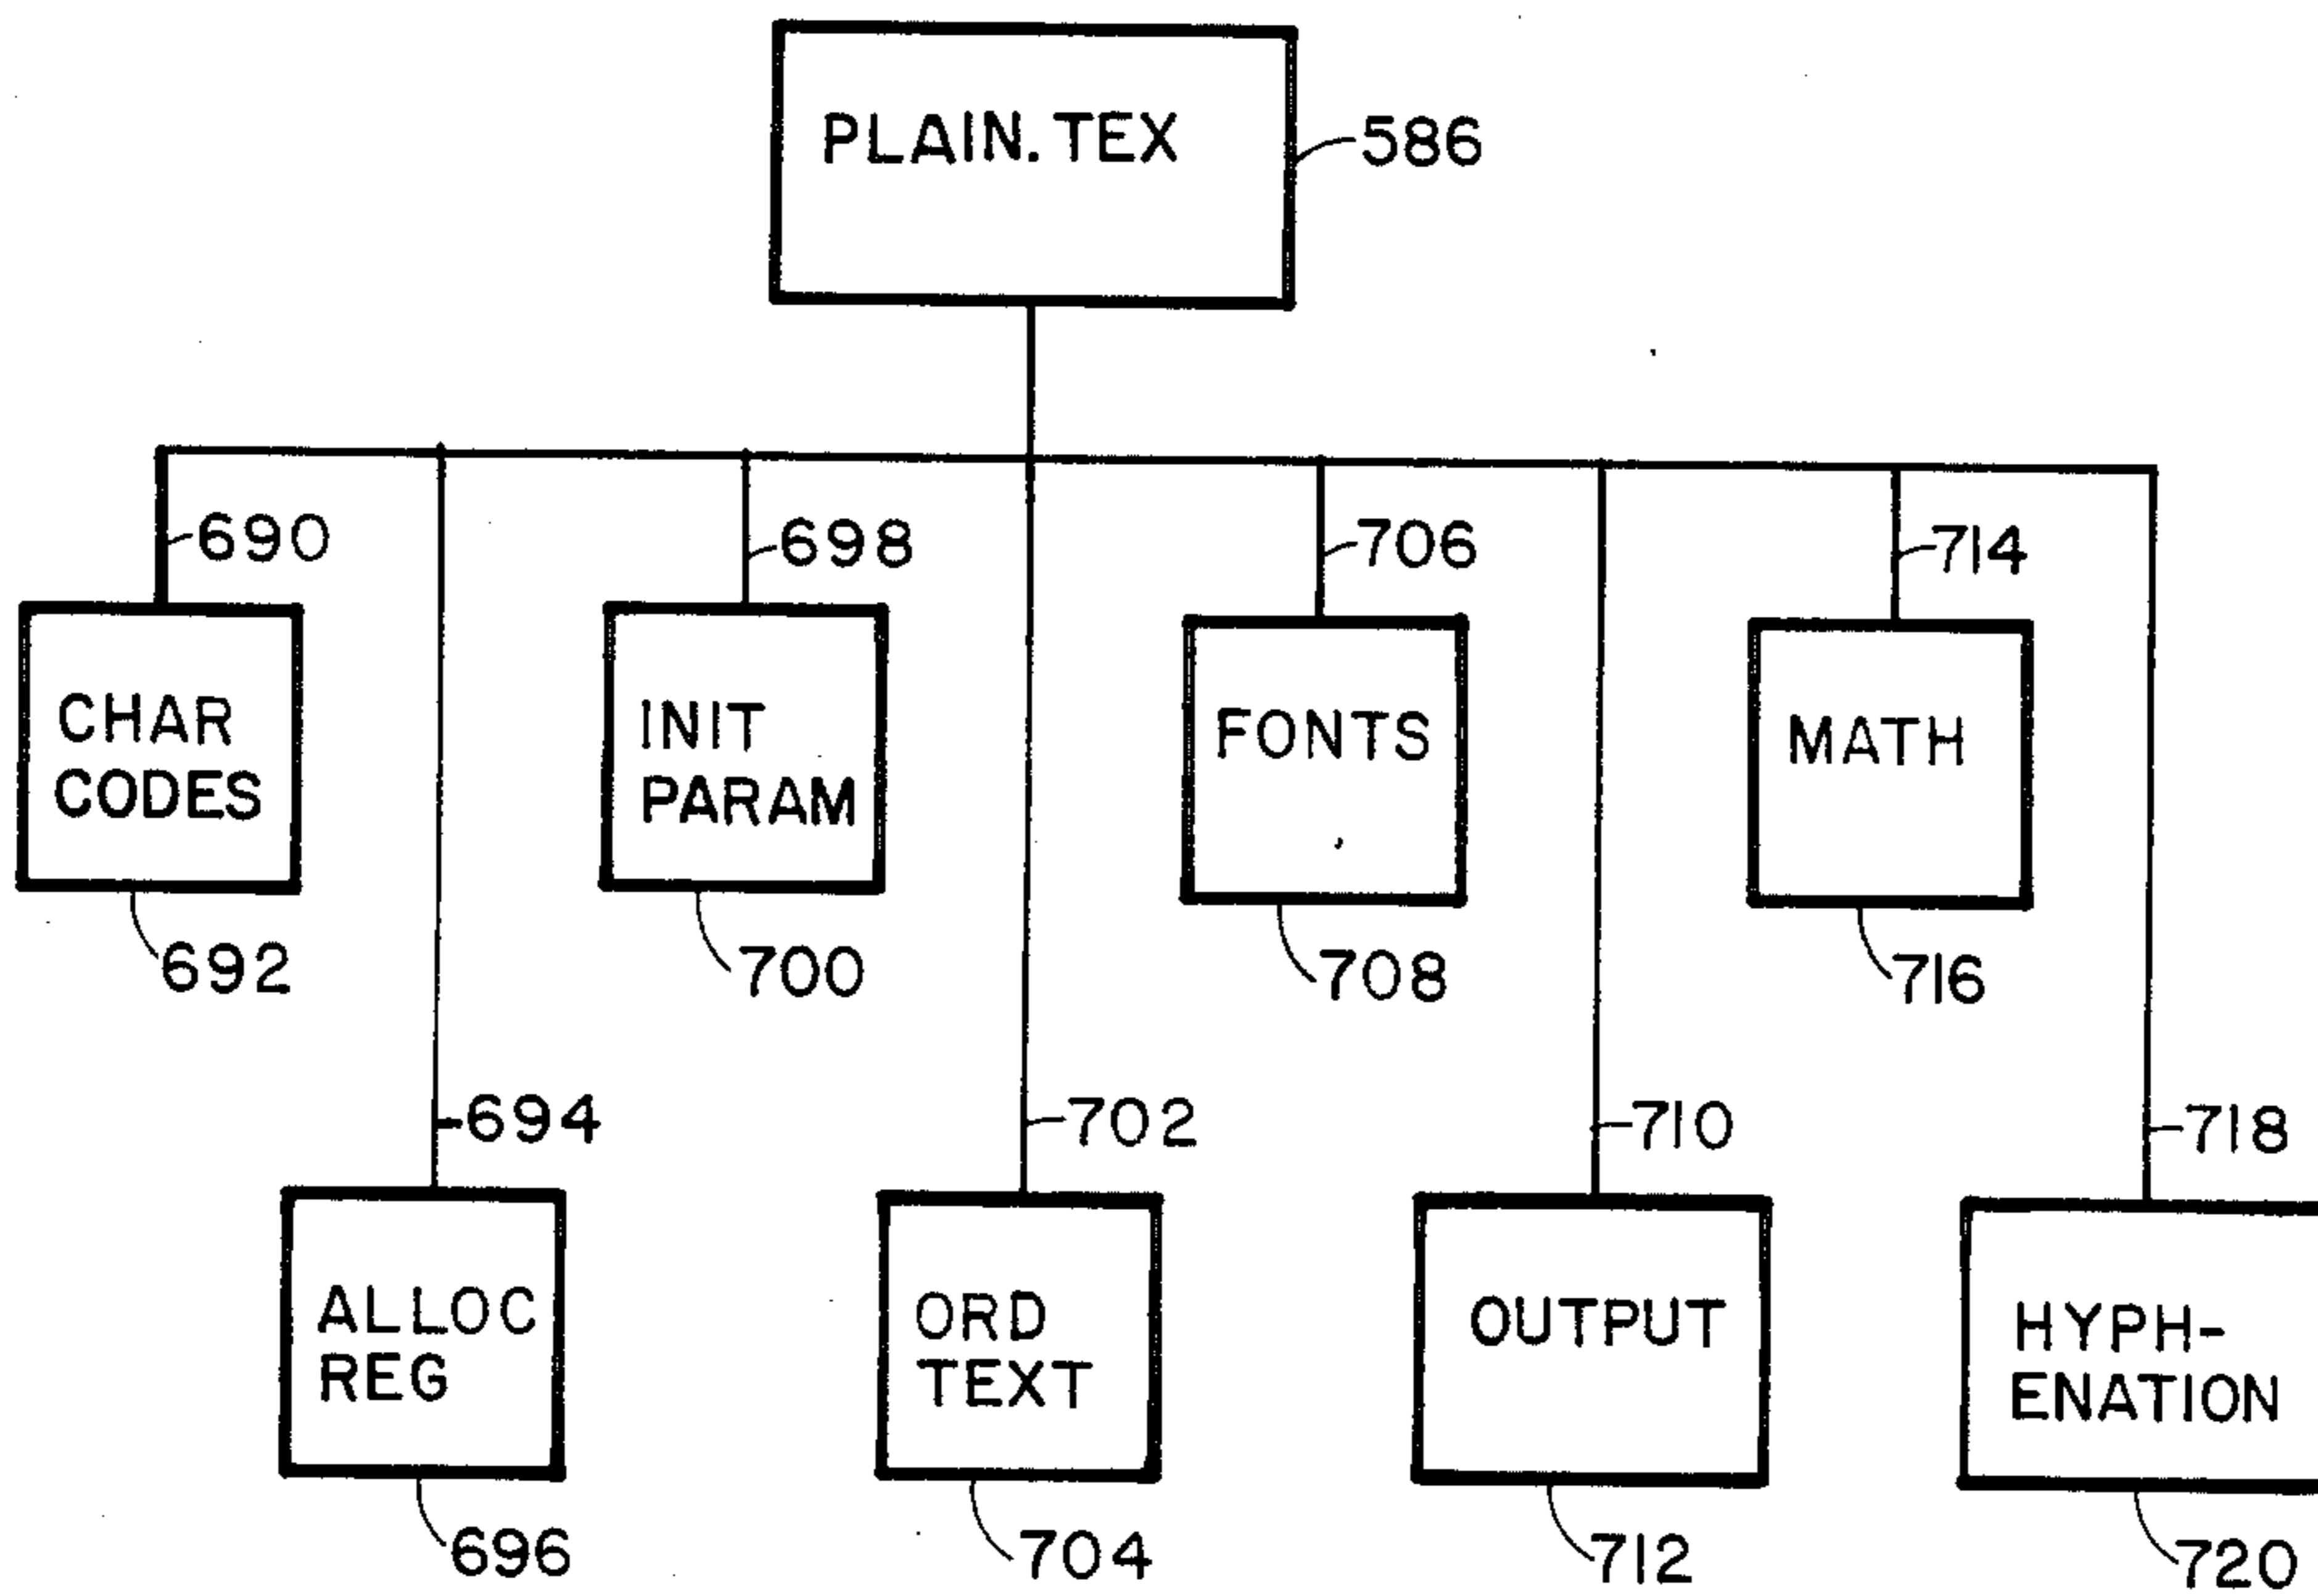 PLAIN. TEX
586
690
698
706
714
CHAR
CODES
INIT
PARAM
FONTS
MATH
692
700
708
716
694
702
710
718
ALLOC
REG
ORD
TEXT
OUTPUT
HYPH-
ENATION
696
704
712
720